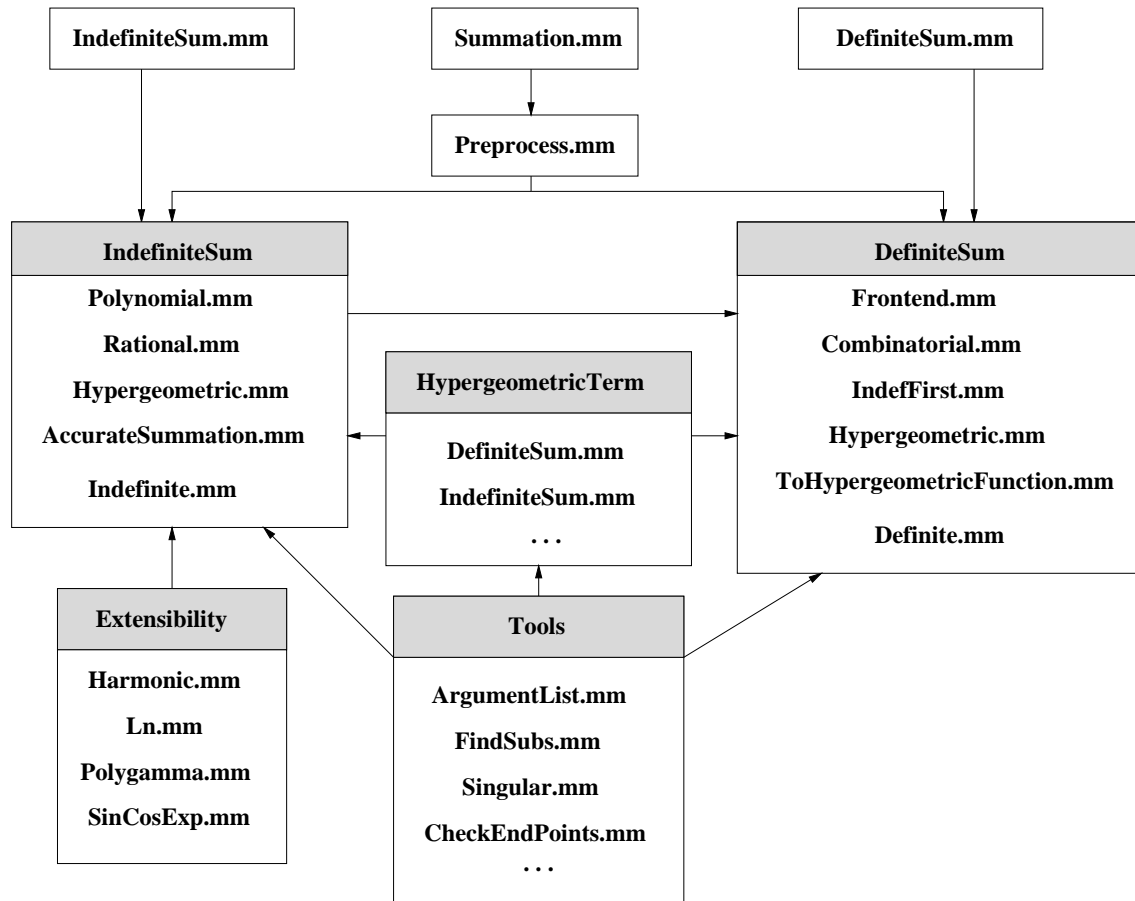 IndefiniteSum.mm
Summation.mm
DefiniteSum.mm
Preprocess.mm
IndefiniteSum
Polynomial.mm
Rational.mm
Hypergeometric.mm
AccurateSummation.mm
Indefinite.mm
DefiniteSum
Frontend.mm
Combinatorial.mm
IndefFirst.mm
Hypergeometric.mm
ToHypergeometricFunction.mm
Definite.mm
HypergeometricTerm
DefiniteSum.mm
IndefiniteSum.mm
. . .
Extensibility
Harmonic.mm
Ln.mm
Polygamma.mm
SinCosExp.mm
Tools
ArgumentList.mm
FindSubs.mm
Singular.mm
CheckEndPoints.mm
. . .